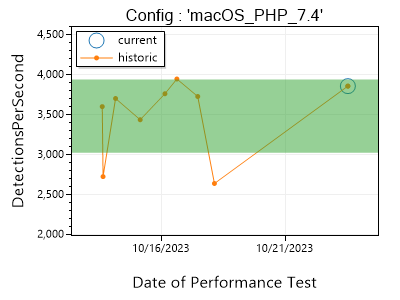 Config : 'macOS_PHP_7.4'
current
historic
4,500
4,000
3,500
3,000
2,500
2,000
DetectionsPerSecond
10/16/2023
10/21/2023
Date of Performance Test